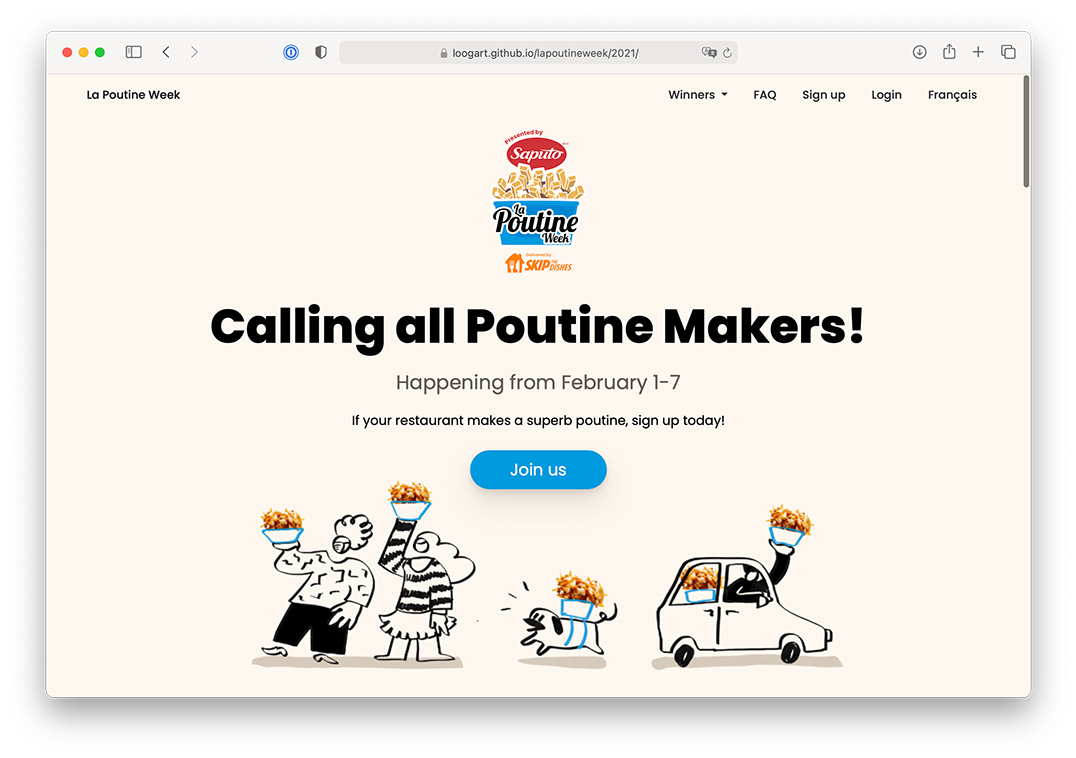 loogart.github.io/lapoutineweek/2021/
La Poutine Week
Winners
FAQ
Sign up
Login
Français
Presented by
Saputo
La
Poutine
Week
Delivered by
SKIP THE DISHES
Calling all Poutine Makers!
Happening from February 1-7
If your restaurant makes a superb poutine, sign up today!
Join us